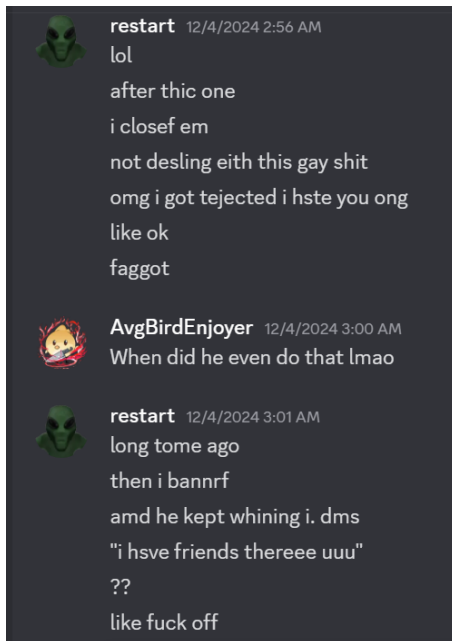 restart 12/4/2024 2:56 AM
lol
after thic one
i closef em
not desling eith this gay shit
omg i got tejected i hste you ong
like ok
faggot
AvgBirdEnjoyer 12/4/2024 3:00 AM
When did he even do that lmao
restart 12/4/2024 3:01 AM
long tome ago
then i bannrf
amd he kept whining i. dms
"i hsve friends thereee uuu"
??
like fuck off